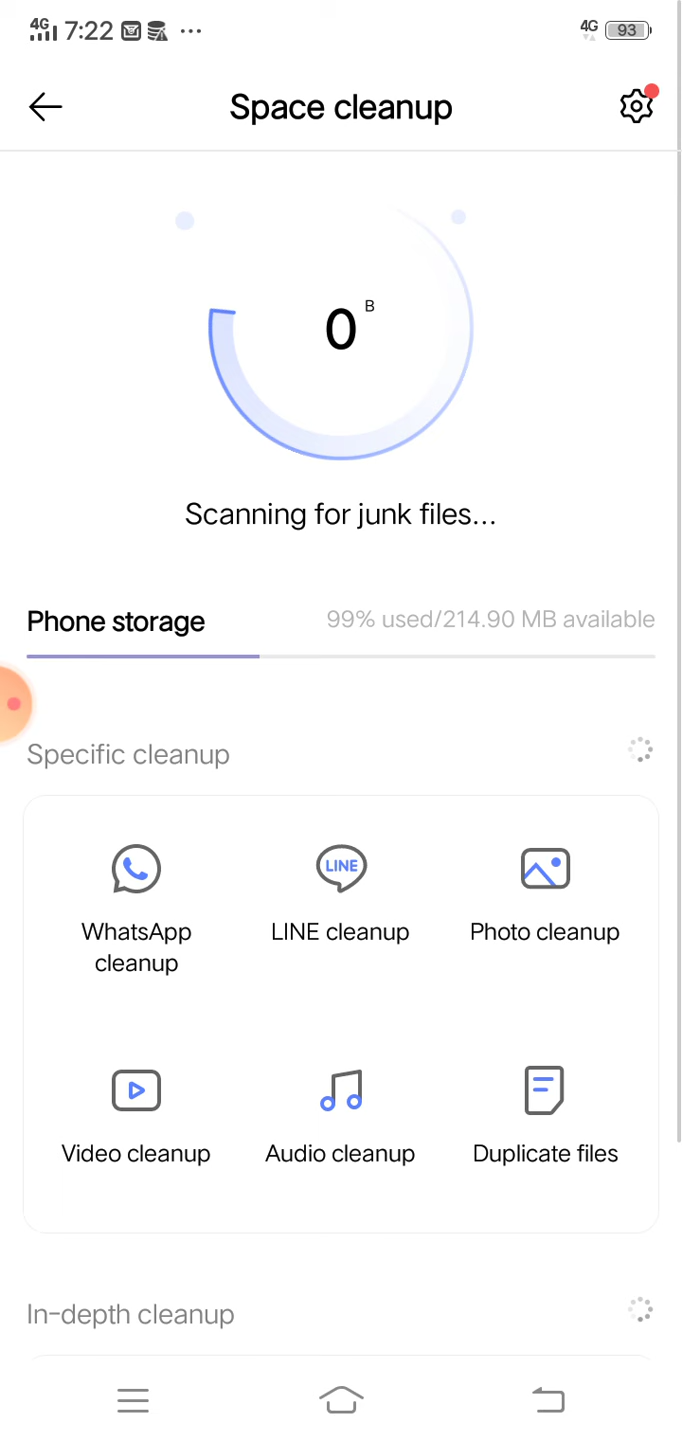 4G 7:22 4G 93
Space cleanup
0 B
Scanning for junk files...
Phone storage 99% used/214.90 MB available
Specific cleanup
LINE
WhatsApp cleanup LINE cleanup Photo cleanup
Video cleanup Audio cleanup Duplicate files
In-depth cleanup